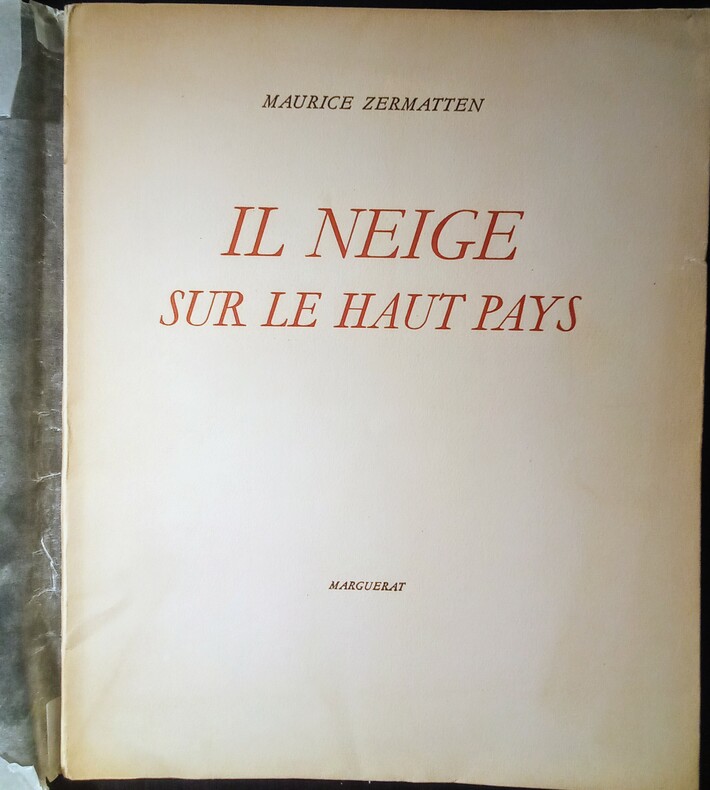 MAURICE ZERMATTEN
IL NEIGE
SUR LE HAUT PAYS
MARGUERAT